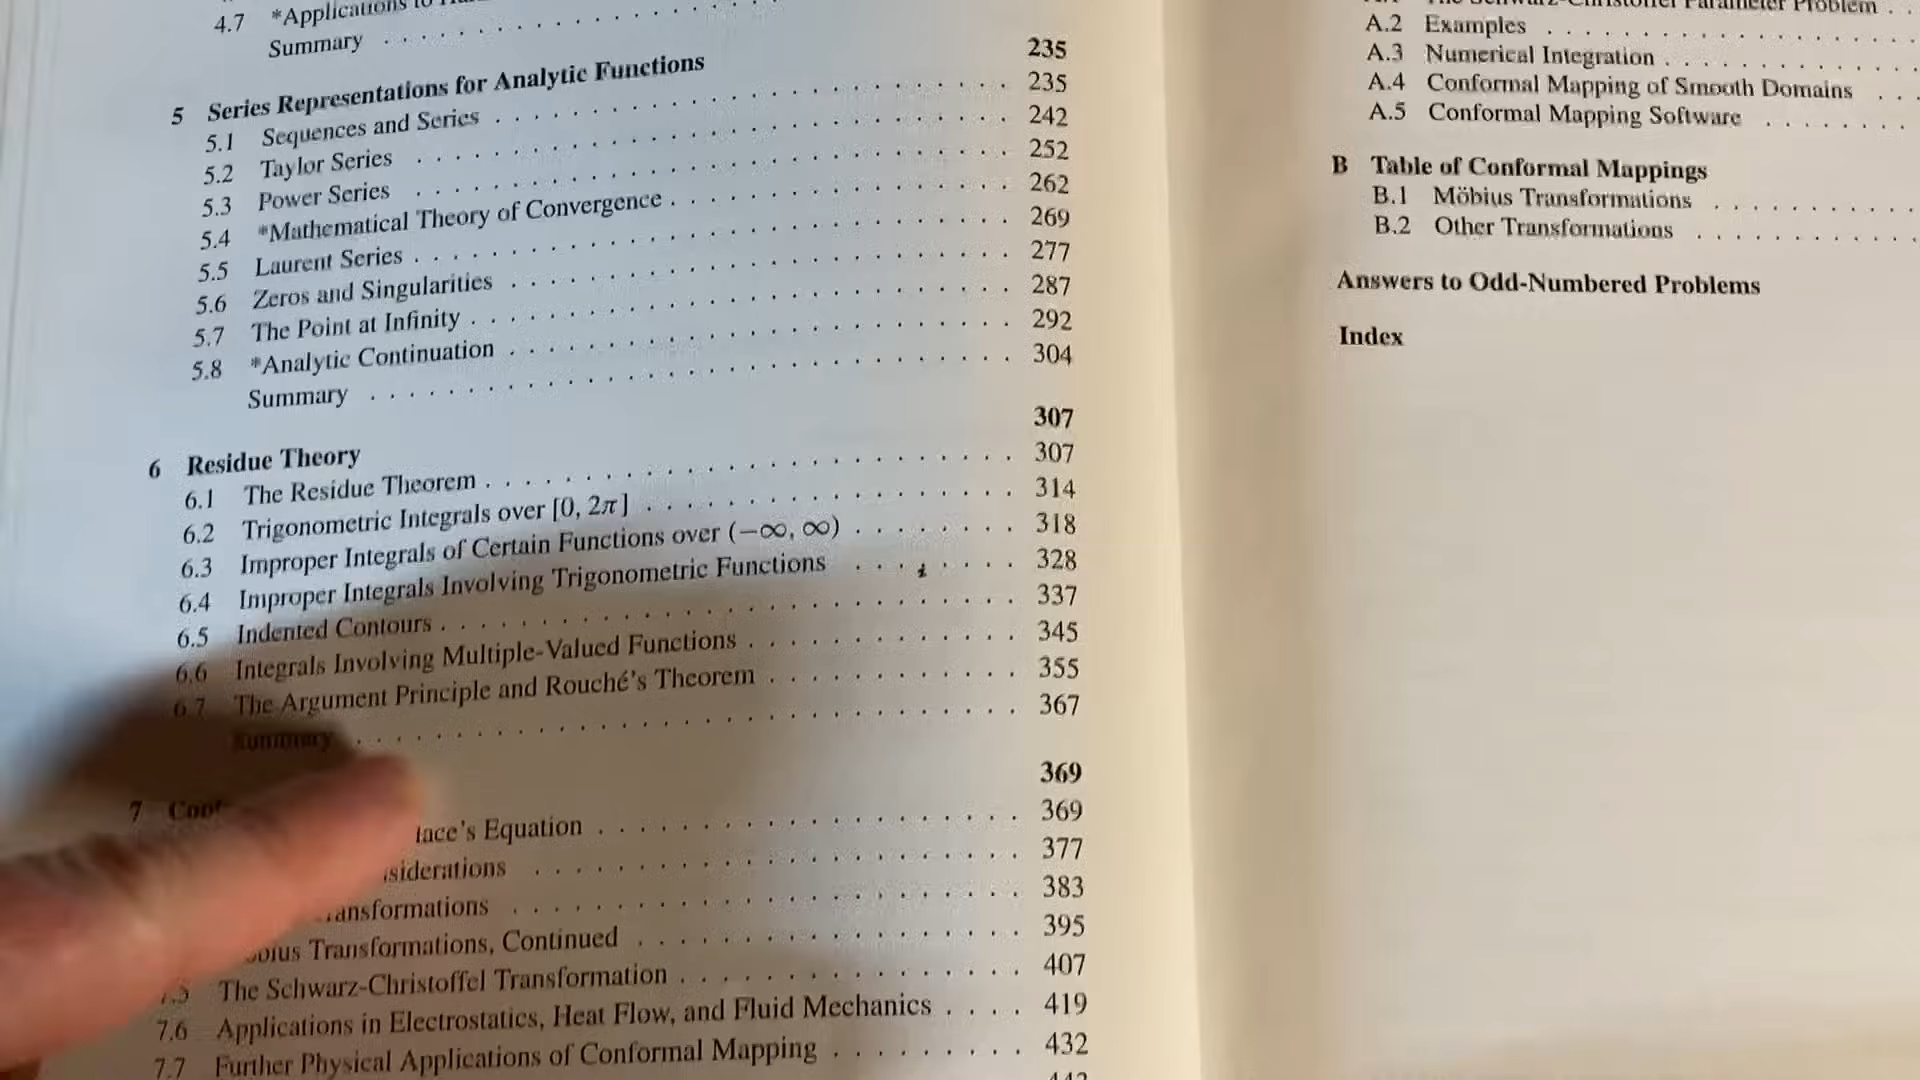 4.7 *Applications to
Summary . . . . . . . . . .
5 Series Representations for Analytic Functions 235
5.1 Sequences and Series . . . . . . . . . . 235
5.2 Taylor Series . . . . . . . . . . 242
5.3 Power Series . . . . . . . . . . 252
5.4 *Mathematical Theory of Convergence . . . . . . . . . . 262
5.5 Laurent Series . . . . . . . . . . 269
5.6 Zeros and Singularities . . . . . . . . . . 277
5.7 The Point at Infinity . . . . . . . . . . 287
5.8 *Analytic Continuation . . . . . . . . . . 292
Summary . . . . . . . . . . 304
6 Residue Theory 307
6.1 The Residue Theorem . . . . . . . . . . 307
6.2 Trigonometric Integrals over [0, 2π] . . . . . . . . . . 314
6.3 Improper Integrals of Certain Functions over (−∞, ∞) . . . . . . . . 318
6.4 Improper Integrals Involving Trigonometric Functions . . . . . . . . 328
6.5 Indented Contours . . . . . . . . . . 337
6.6 Integrals Involving Multiple-Valued Functions . . . . . . . . . . 345
6.7 The Argument Principle and Rouché's Theorem . . . . . . . . . . 355
Summary . . . . . . . . . . 367
7 369
Equation . . . . . . . . . . 369
. . . . . . . . . . 377
. . . . . . . . . . 383
Transformations, Continued . . . . . . . . . . 395
The Schwarz-Christoffel Transformation . . . . . . . . . . 407
7.6 Applications in Electrostatics, Heat Flow, and Fluid Mechanics . . . . 419
7.7 Further Physical Applications of Conformal Mapping . . . . . . . . . 432
Parameter Problem . .
A.2 Examples . . . . . . . . . .
A.3 Numerical Integration . . . . . . . . . .
A.4 Conformal Mapping of Smooth Domains . . .
A.5 Conformal Mapping Software . . . . . . . .
B Table of Conformal Mappings
B.1 Möbius Transformations . . . . . . . . . .
B.2 Other Transformations . . . . . . . . . .
Answers to Odd-Numbered Problems
Index